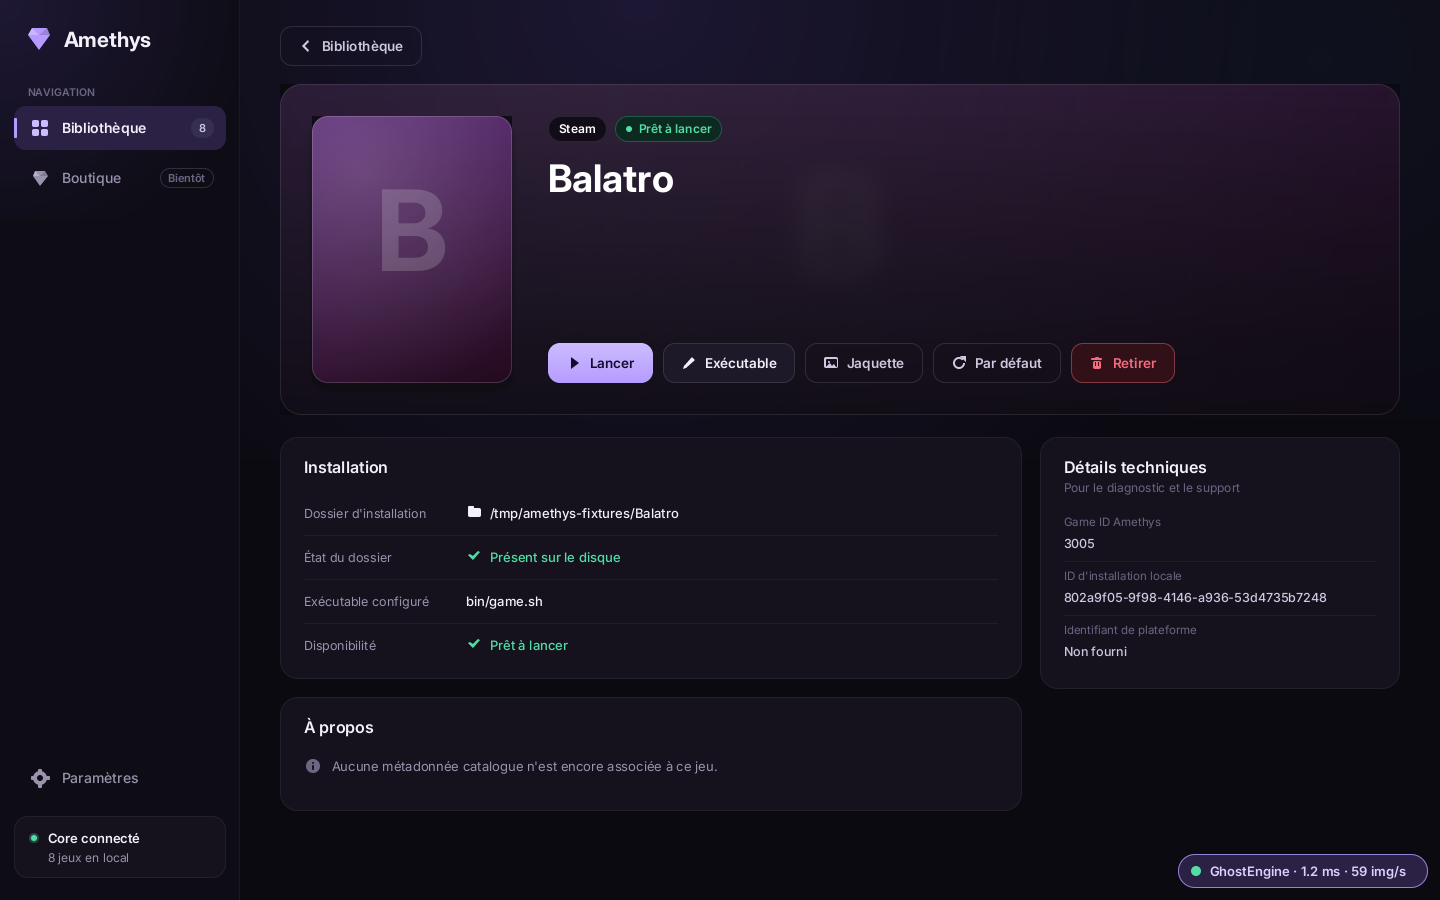 Amethys
NAVIGATION
Bibliothèque 8
Boutique Bientôt
Paramètres
Core connecté
8 jeux en local
Bibliothèque
B
Steam Prêt à lancer
Balatro
B
Lancer Exécutable Jaquette Par défaut Retirer
Installation
Dossier d'installation /tmp/amethys-fixtures/Balatro
État du dossier Présent sur le disque
Exécutable configuré bin/game.sh
Disponibilité Prêt à lancer
À propos
Aucune métadonnée catalogue n'est encore associée à ce jeu.
Détails techniques
Pour le diagnostic et le support
Game ID Amethys
3005
ID d'installation locale
802a9f05-9f98-4146-a936-53d4735b7248
Identifiant de plateforme
Non fourni
GhostEngine · 1.2 ms · 59 img/s